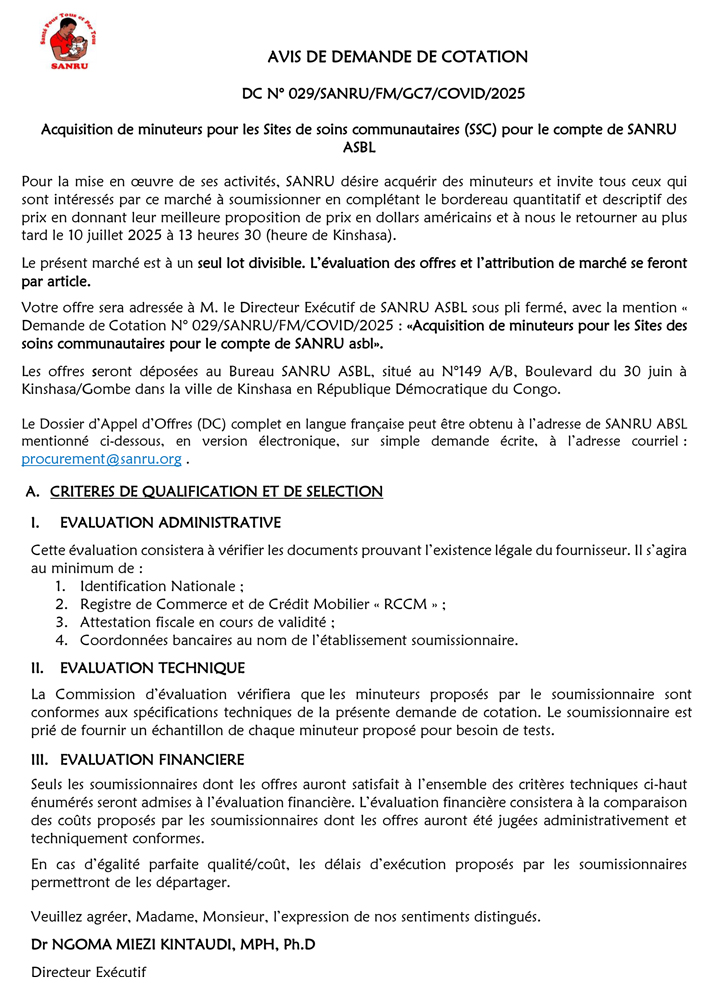 Santé Pour Tous et Par Tous
SANRU
AVIS DE DEMANDE DE COTATION
DC N° 029/SANRU/FM/GC7/COVID/2025
Acquisition de minuteurs pour les Sites de soins communautaires (SSC) pour le compte de SANRU
ASBL
Pour la mise en œuvre de ses activités, SANRU désire acquérir des minuteurs et invite tous ceux qui
sont intéressés par ce marché à soumissionner en complétant le bordereau quantitatif et descriptif des
prix en donnant leur meilleure proposition de prix en dollars américains et à nous le retourner au plus
tard le 10 juillet 2025 à 13 heures 30 (heure de Kinshasa).
Le présent marché est à un seul lot divisible. L’évaluation des offres et l’attribution de marché se feront
par article.
Votre offre sera adressée à M. le Directeur Exécutif de SANRU ASBL sous pli fermé, avec la mention «
Demande de Cotation N° 029/SANRU/FM/COVID/2025 : «Acquisition de minuteurs pour les Sites des
soins communautaires pour le compte de SANRU asbl».
Les offres seront déposées au Bureau SANRU ASBL, situé au N°149 A/B, Boulevard du 30 juin à
Kinshasa/Gombe dans la ville de Kinshasa en République Démocratique du Congo.
Le Dossier d’Appel d’Offres (DC) complet en langue française peut être obtenu à l’adresse de SANRU ABSL
mentionné ci-dessous, en version électronique, sur simple demande écrite, à l’adresse courriel :
procurement@sanru.org .
A. CRITERES DE QUALIFICATION ET DE SELECTION
I. EVALUATION ADMINISTRATIVE
Cette évaluation consistera à vérifier les documents prouvant l’existence légale du fournisseur. Il s’agira
au minimum de :
1. Identification Nationale ;
2. Registre de Commerce et de Crédit Mobilier « RCCM » ;
3. Attestation fiscale en cours de validité ;
4. Coordonnées bancaires au nom de l’établissement soumissionnaire.
II. EVALUATION TECHNIQUE
La Commission d’évaluation vérifiera que les minuteurs proposés par le soumissionnaire sont
conformes aux spécifications techniques de la présente demande de cotation. Le soumissionnaire est
prié de fournir un échantillon de chaque minuteur proposé pour besoin de tests.
III. EVALUATION FINANCIERE
Seuls les soumissionnaires dont les offres auront satisfait à l’ensemble des critères techniques ci-haut
énumérés seront admises à l’évaluation financière. L’évaluation financière consistera à la comparaison
des coûts proposés par les soumissionnaires dont les offres auront été jugées administrativement et
techniquement conformes.
En cas d’égalité parfaite qualité/coût, les délais d’exécution proposés par les soumissionnaires
permettront de les départager.
Veuillez agréer, Madame, Monsieur, l’expression de nos sentiments distingués.
Dr NGOMA MIEZI KINTAUDI, MPH, Ph.D
Directeur Exécutif